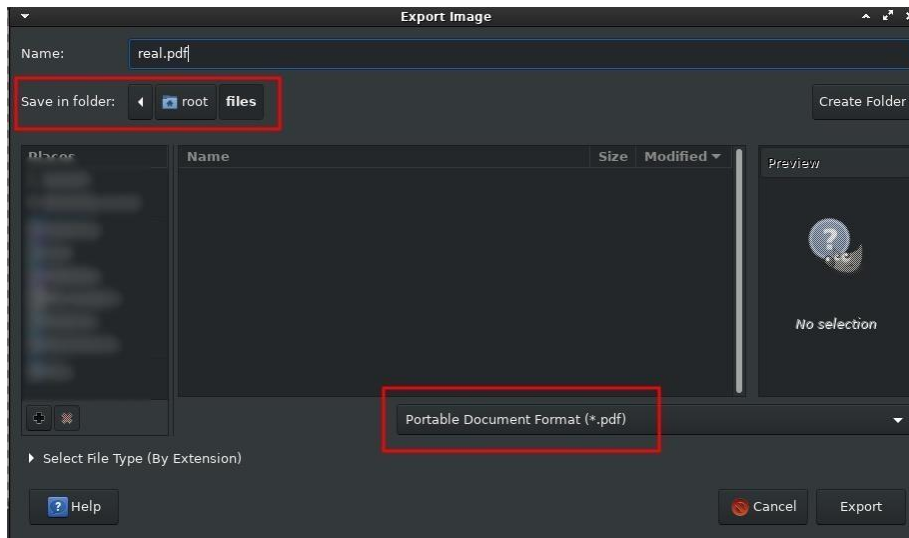 Export Image
Name: real.pdf
Save in folder: root files Create Folder
Places Name Size Modified Preview
No selection
Portable Document Format (*.pdf)
Select File Type (By Extension)
Help Cancel Export